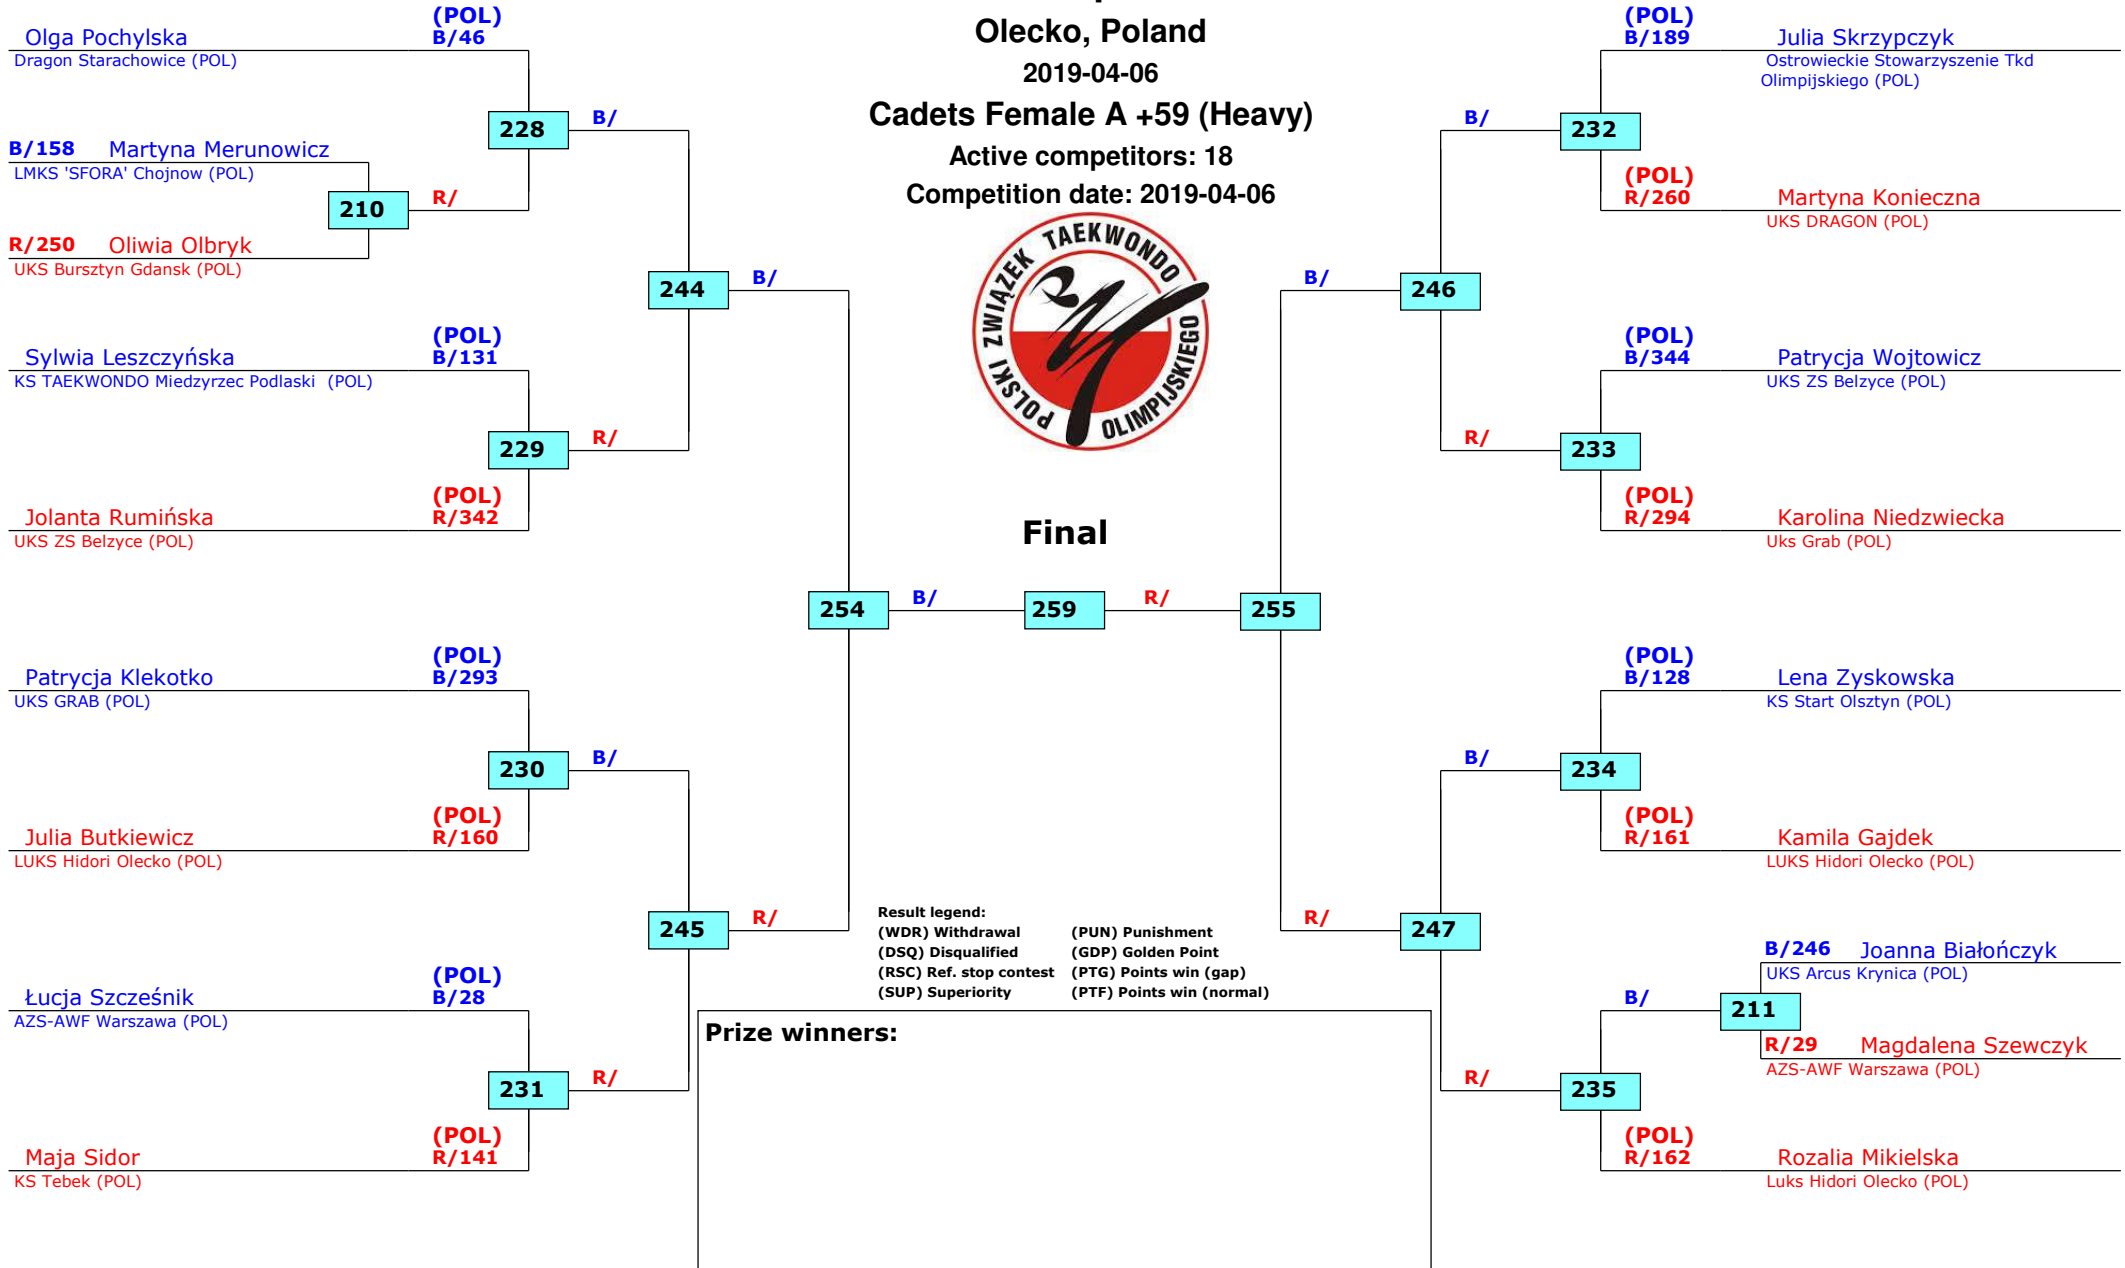 Olecko, Poland
2019-04-06
Cadets Female A +59 (Heavy)
Active competitors: 18
Competition date: 2019-04-06
POLSKI ZWIĄZEK TAEKWONDO OLIMPIJSKIEGO
(POL)
Olga Pochylska B/46
Dragon Starachowice (POL)
228 B/
B/158 Martyna Merunowicz
LMKS 'SFORA' Chojnow (POL)
210 R/
R/250 Oliwia Olbryk
UKS Bursztyn Gdansk (POL)
244 B/
(POL)
Sylwia Leszczyńska B/131
KS TAEKWONDO Miedzyrzec Podlaski (POL)
229 R/
(POL)
Jolanta Rumińska R/342
UKS ZS Belzyce (POL)
Final
254 B/ 259 R/ 255
(POL)
Patrycja Klekotko B/293
UKS GRAB (POL)
230 B/
(POL)
Julia Butkiewicz R/160
LUKS Hidori Olecko (POL)
245 R/
(POL)
Łucja Szcześnik B/28
AZS-AWF Warszawa (POL)
231 R/
(POL)
Maja Sidor R/141
KS Tebek (POL)
(POL)
B/189 Julia Skrzypczyk
Ostrowieckie Stowarzyszenie Tkd
Olimpijskiego (POL)
B/ 232
(POL)
R/260 Martyna Konieczna
UKS DRAGON (POL)
B/ 246
(POL)
B/344 Patrycja Wojtowicz
UKS ZS Belzyce (POL)
R/ 233
(POL)
R/294 Karolina Niedzwiecka
Uks Grab (POL)
(POL)
B/128 Lena Zyskowska
KS Start Olsztyn (POL)
B/ 234
(POL)
R/161 Kamila Gajdek
LUKS Hidori Olecko (POL)
R/ 247
B/246 Joanna Białończyk
UKS Arcus Krynica (POL)
B/ 211
R/29 Magdalena Szewczyk
AZS-AWF Warszawa (POL)
R/ 235
(POL)
R/162 Rozalia Mikielska
Luks Hidori Olecko (POL)
Result legend:
(WDR) Withdrawal (PUN) Punishment
(DSQ) Disqualified (GDP) Golden Point
(RSC) Ref. stop contest (PTG) Points win (gap)
(SUP) Superiority (PTF) Points win (normal)
Prize winners: